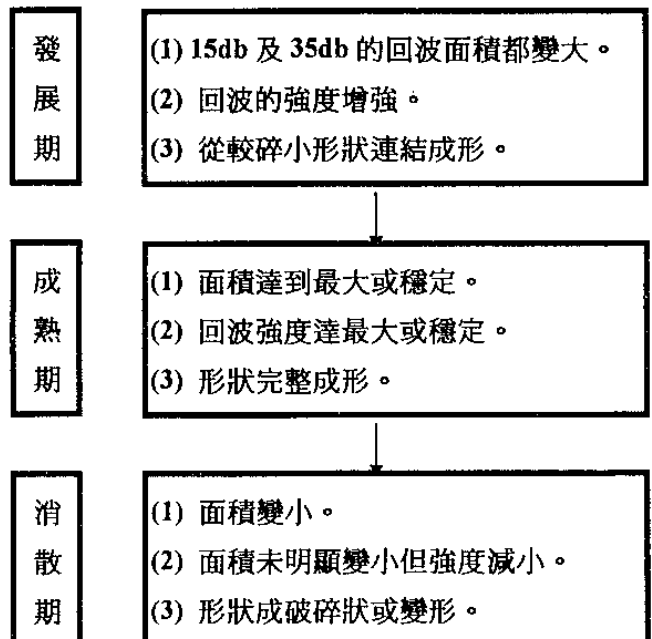 發展期
(1) 15db 及 35db 的回波面積都變大。
(2) 回波的強度增強。
(3) 從較碎小形狀連結成形。
成熟期
(1) 面積達到最大或穩定。
(2) 回波強度達最大或穩定。
(3) 形狀完整成形。
消散期
(1) 面積變小。
(2) 面積未明顯變小但強度減小。
(3) 形狀成破碎狀或變形。